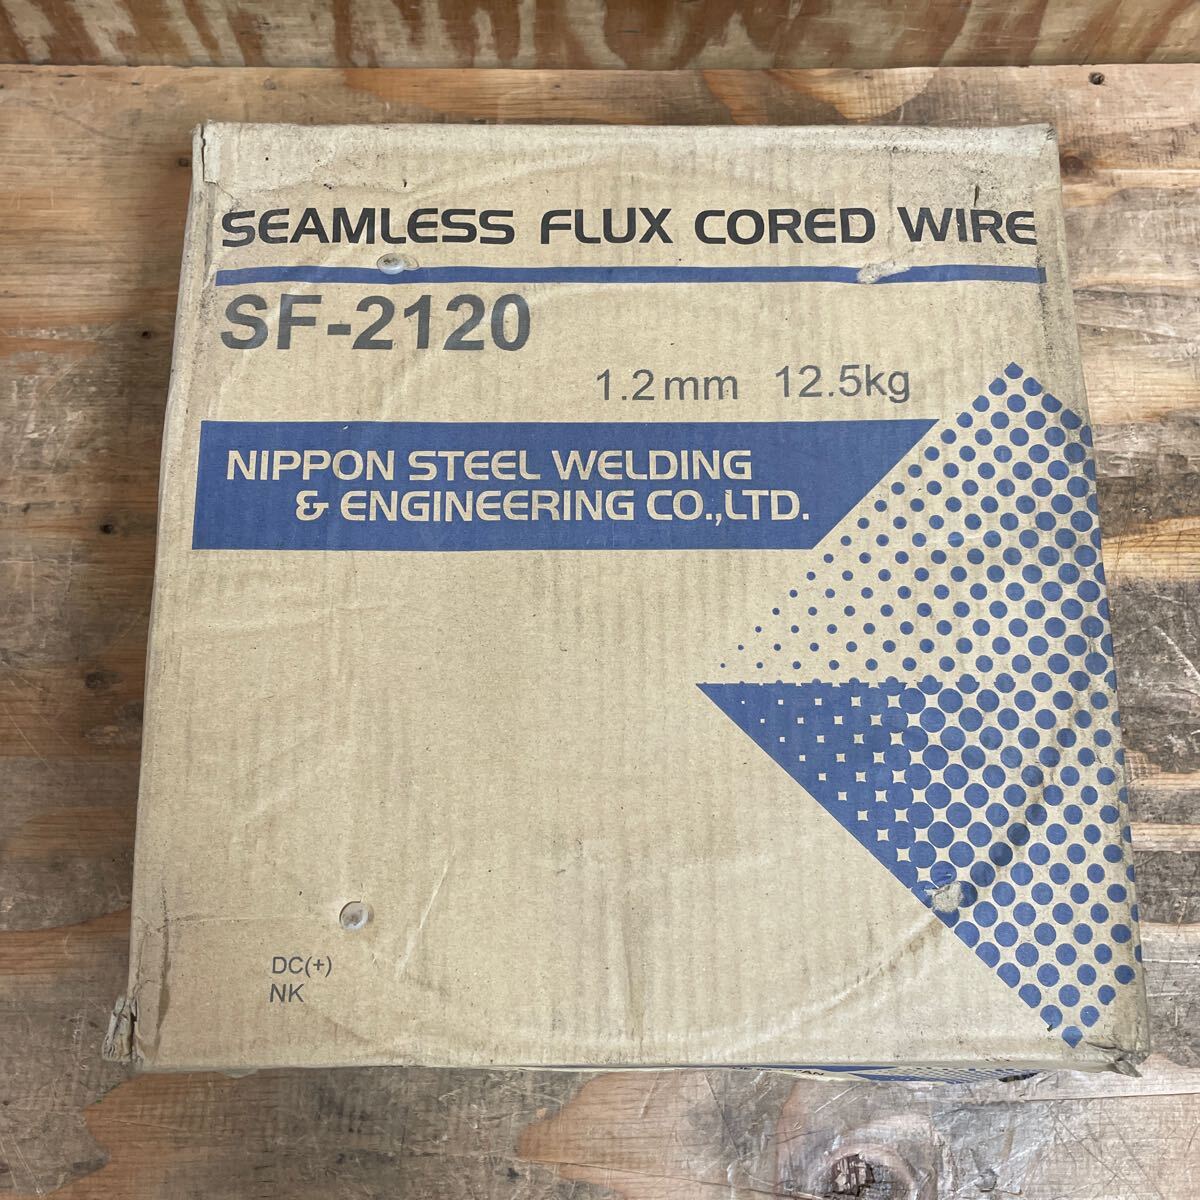 SEAMLESS FLUX CORED WIRE
SF-2120
1.2mm 12.5kg
NIPPON STEEL WELDING
& ENGINEERING CO.,LTD.
DC(+)
NK